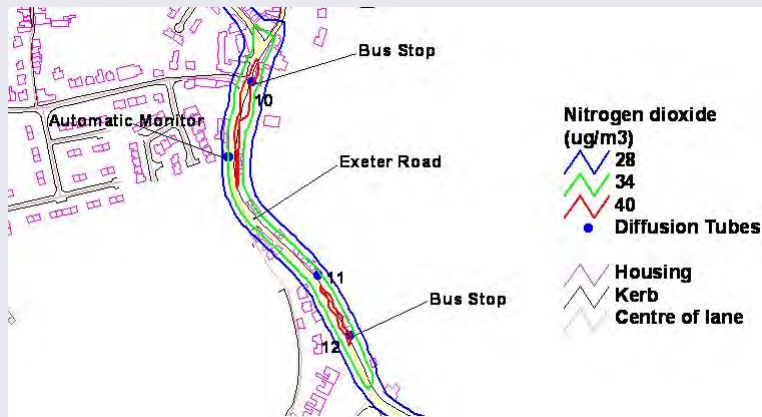 Bus Stop
10
Automatic Monitor
Exeter Road
11
Bus Stop
12
Nitrogen dioxide
(ug/m3)
28
34
40
Diffusion Tubes
Housing
Kerb
Centre of lane